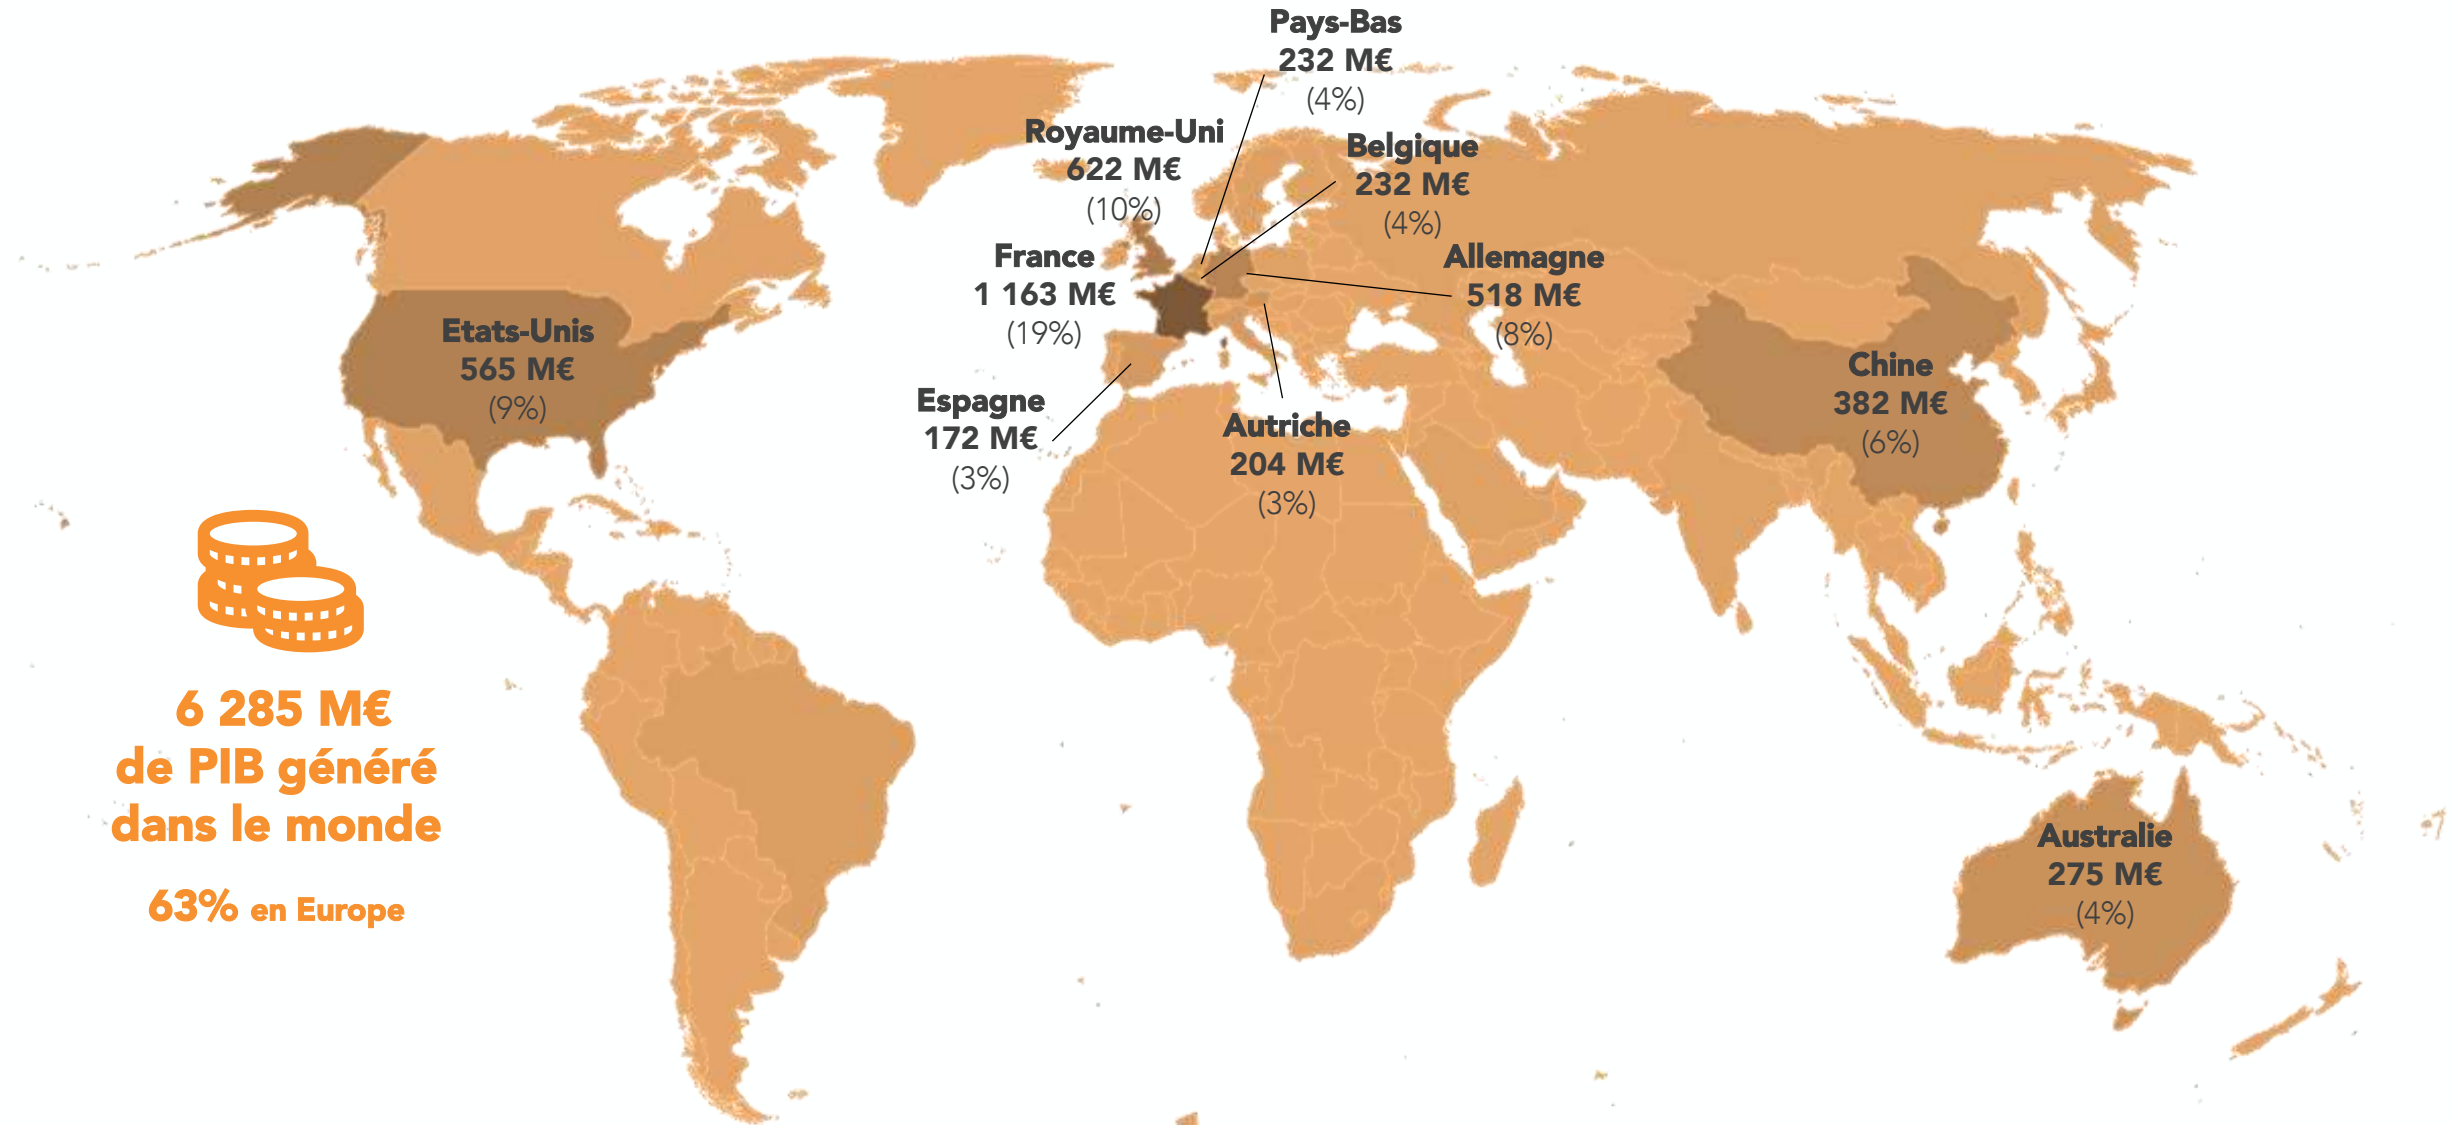 Pays-Bas
232 M€
(4%)
Royaume-Uni
622 M€
(10%)
Belgique
232 M€
(4%)
France
1 163 M€
(19%)
Allemagne
518 M€
(8%)
Etats-Unis
565 M€
(9%)
Chine
382 M€
(6%)
Espagne
172 M€
(3%)
Autriche
204 M€
(3%)
6 285 M€
de PIB généré
dans le monde
63% en Europe
Australie
275 M€
(4%)